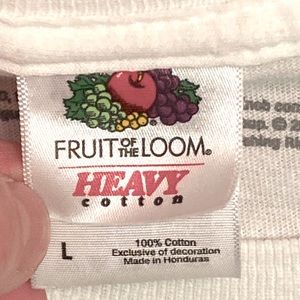 FRUIT OF THE LOOM®
HEAVY
cotton
L
100% Cotton
Exclusive of decoration
Made in Honduras